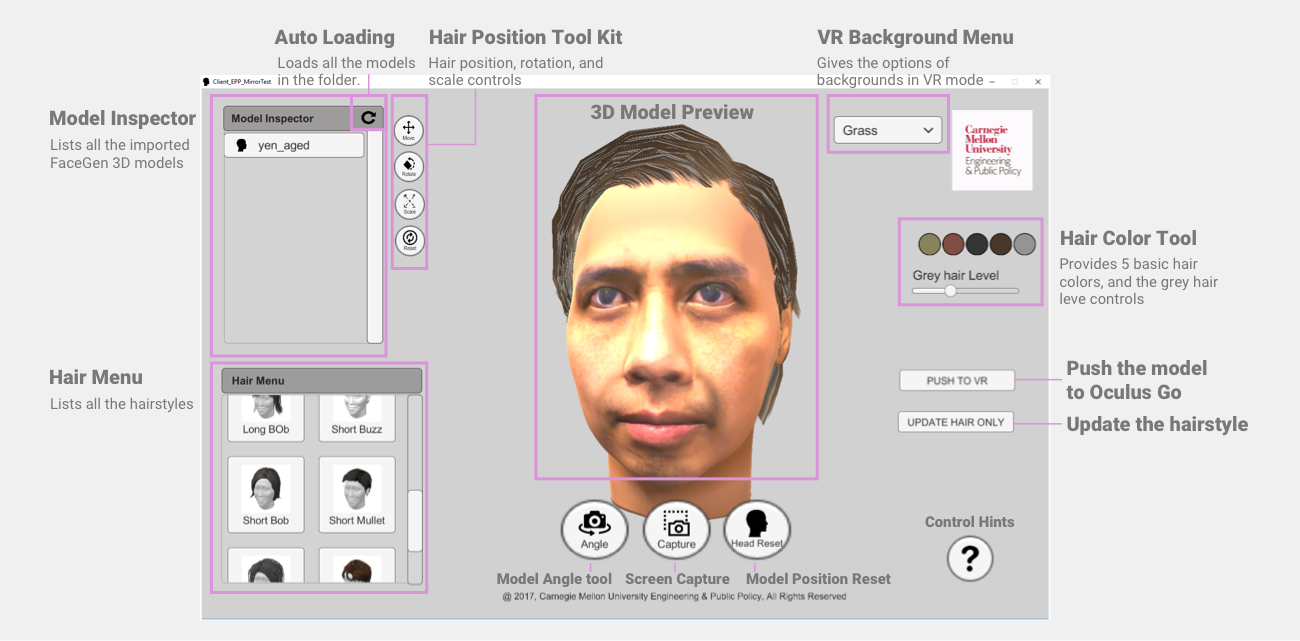 Auto Loading
Loads all the models
in the folder.
Hair Position Tool Kit
Hair position, rotation, and
scale controls
VR Background Menu
Gives the options of
backgrounds in VR mode
Client_EPP_MirrorTest
Model Inspector
Lists all the imported
FaceGen 3D models
Model Inspector
yen_aged
Move
Rotate
Scale
Reset
3D Model Preview
Grass
Carnegie
Mellon
University
Engineering
& Public Policy
Grey hair Level
Hair Color Tool
Provides 5 basic hair
colors, and the grey hair
leve controls
Hair Menu
Lists all the hairstyles
Hair Menu
Long BOb
Short Buzz
Short Bob
Short Mullet
PUSH TO VR
Push the model
to Oculus Go
UPDATE HAIR ONLY
Update the hairstyle
Angle
Capture
Head Reset
Model Angle tool
Screen Capture
Model Position Reset
Control Hints
?
@ 2017, Carnegie Mellon University Engineering & Public Policy, All Rights Reserved